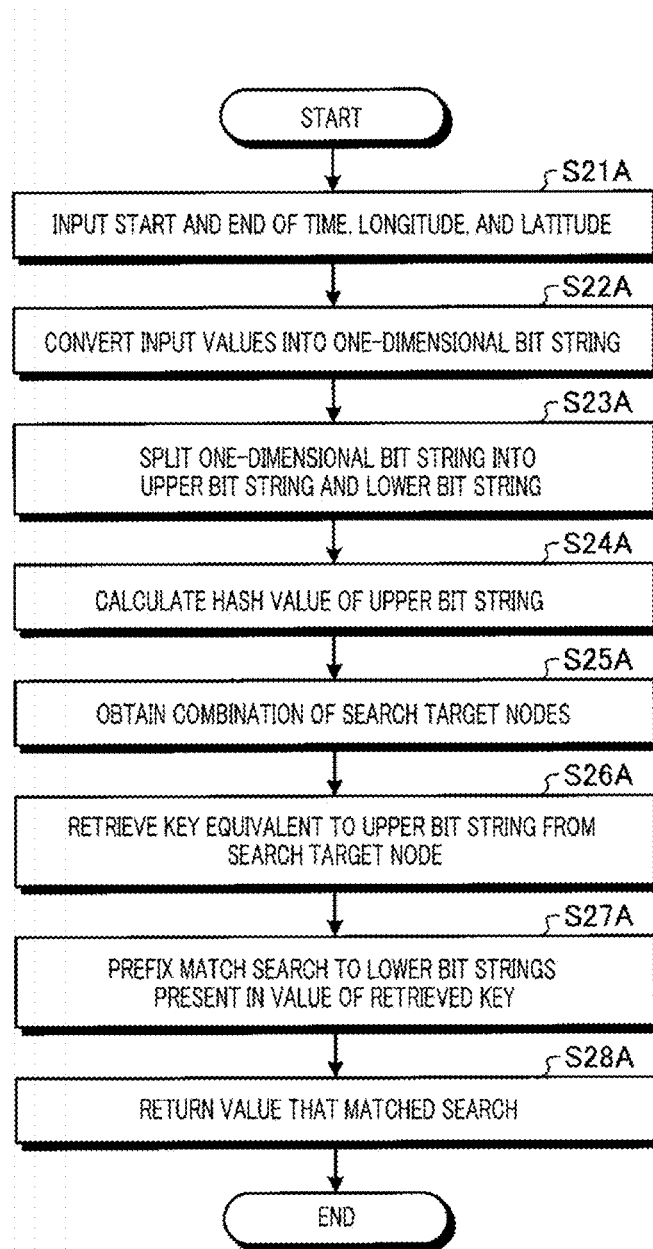 START
S21A
INPUT START AND END OF TIME, LONGITUDE, AND LATITUDE
S22A
CONVERT INPUT VALUES INTO ONE-DIMENSIONAL BIT STRING
S23A
SPLIT ONE-DIMENSIONAL BIT STRING INTO
UPPER BIT STRING AND LOWER BIT STRING
S24A
CALCULATE HASH VALUE OF UPPER BIT STRING
S25A
OBTAIN COMBINATION OF SEARCH TARGET NODES
S26A
RETRIEVE KEY EQUIVALENT TO UPPER BIT STRING FROM
SEARCH TARGET NODE
S27A
PREFIX MATCH SEARCH TO LOWER BIT STRINGS
PRESENT IN VALUE OF RETRIEVED KEY
S28A
RETURN VALUE THAT MATCHED SEARCH
END